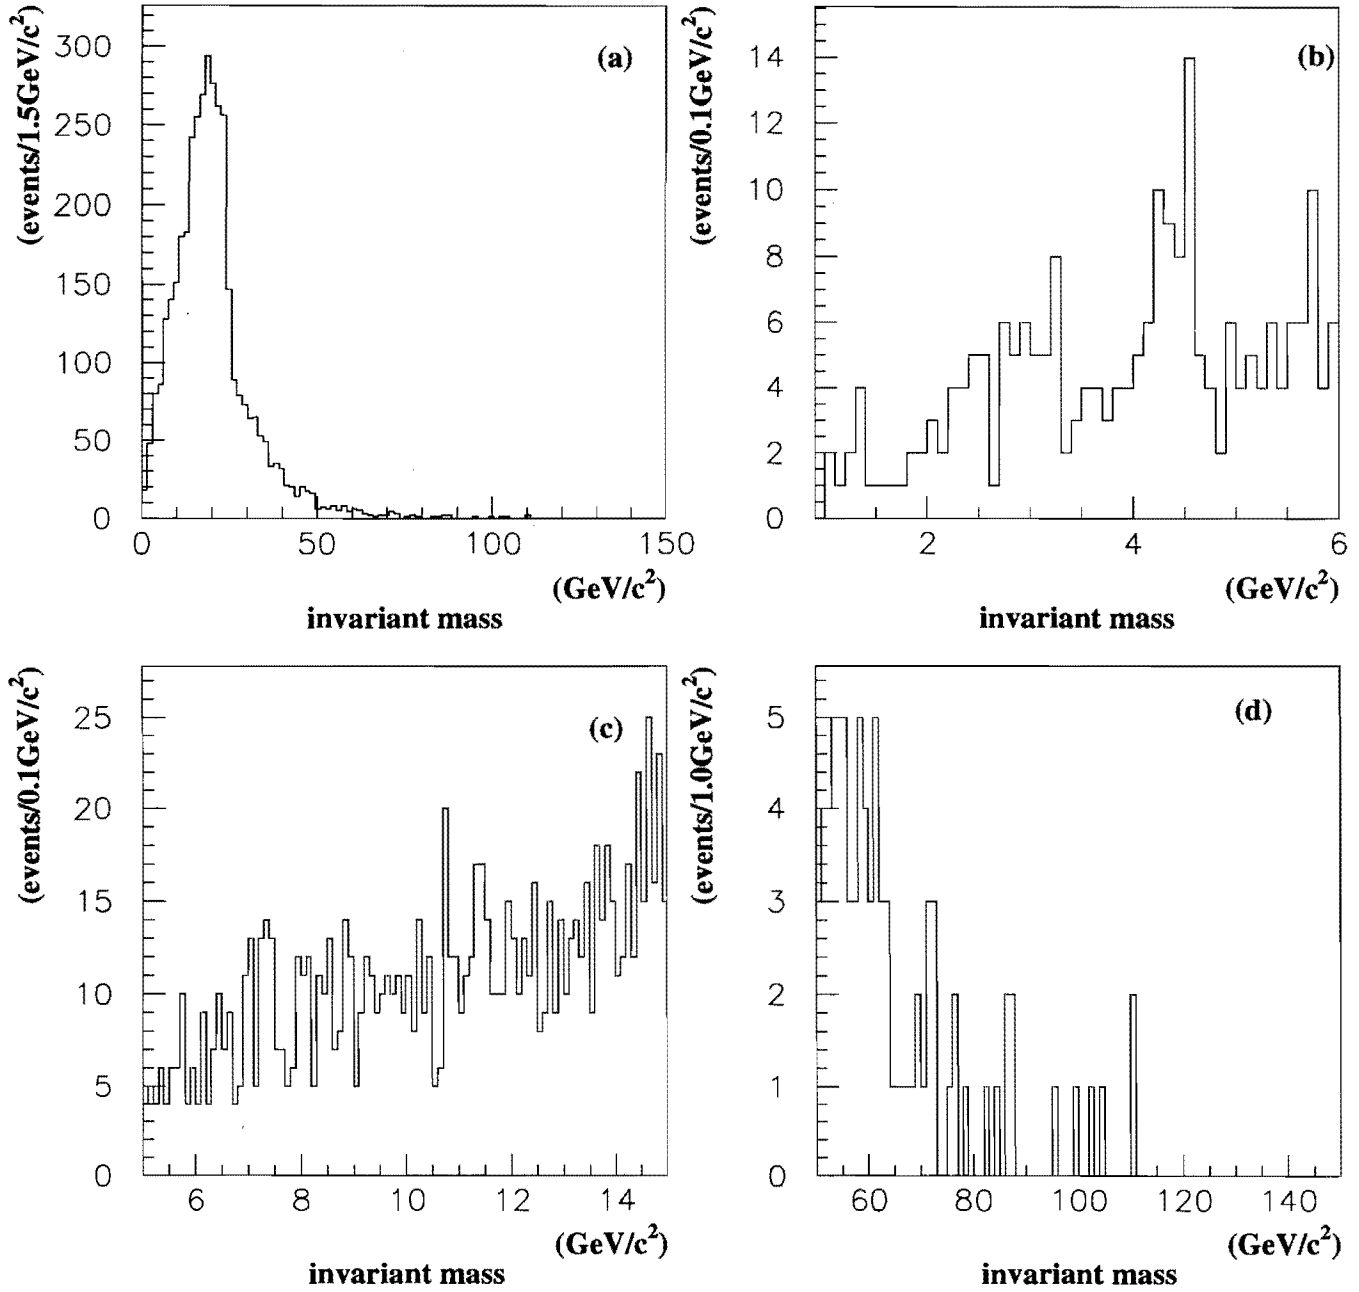 (events/1.5GeV/c²)
300
250
200
150
100
50
0
(a)
0 50 100 150
(GeV/c²)
invariant mass
(events/0.1GeV/c²)
14
12
10
8
6
4
2
0
(b)
2 4 6
(GeV/c²)
invariant mass
(events/0.1GeV/c²)
25
20
15
10
5
0
(c)
6 8 10 12 14
(GeV/c²)
invariant mass
(events/1.0GeV/c²)
5
4
3
2
1
0
(d)
60 80 100 120 140
(GeV/c²)
invariant mass